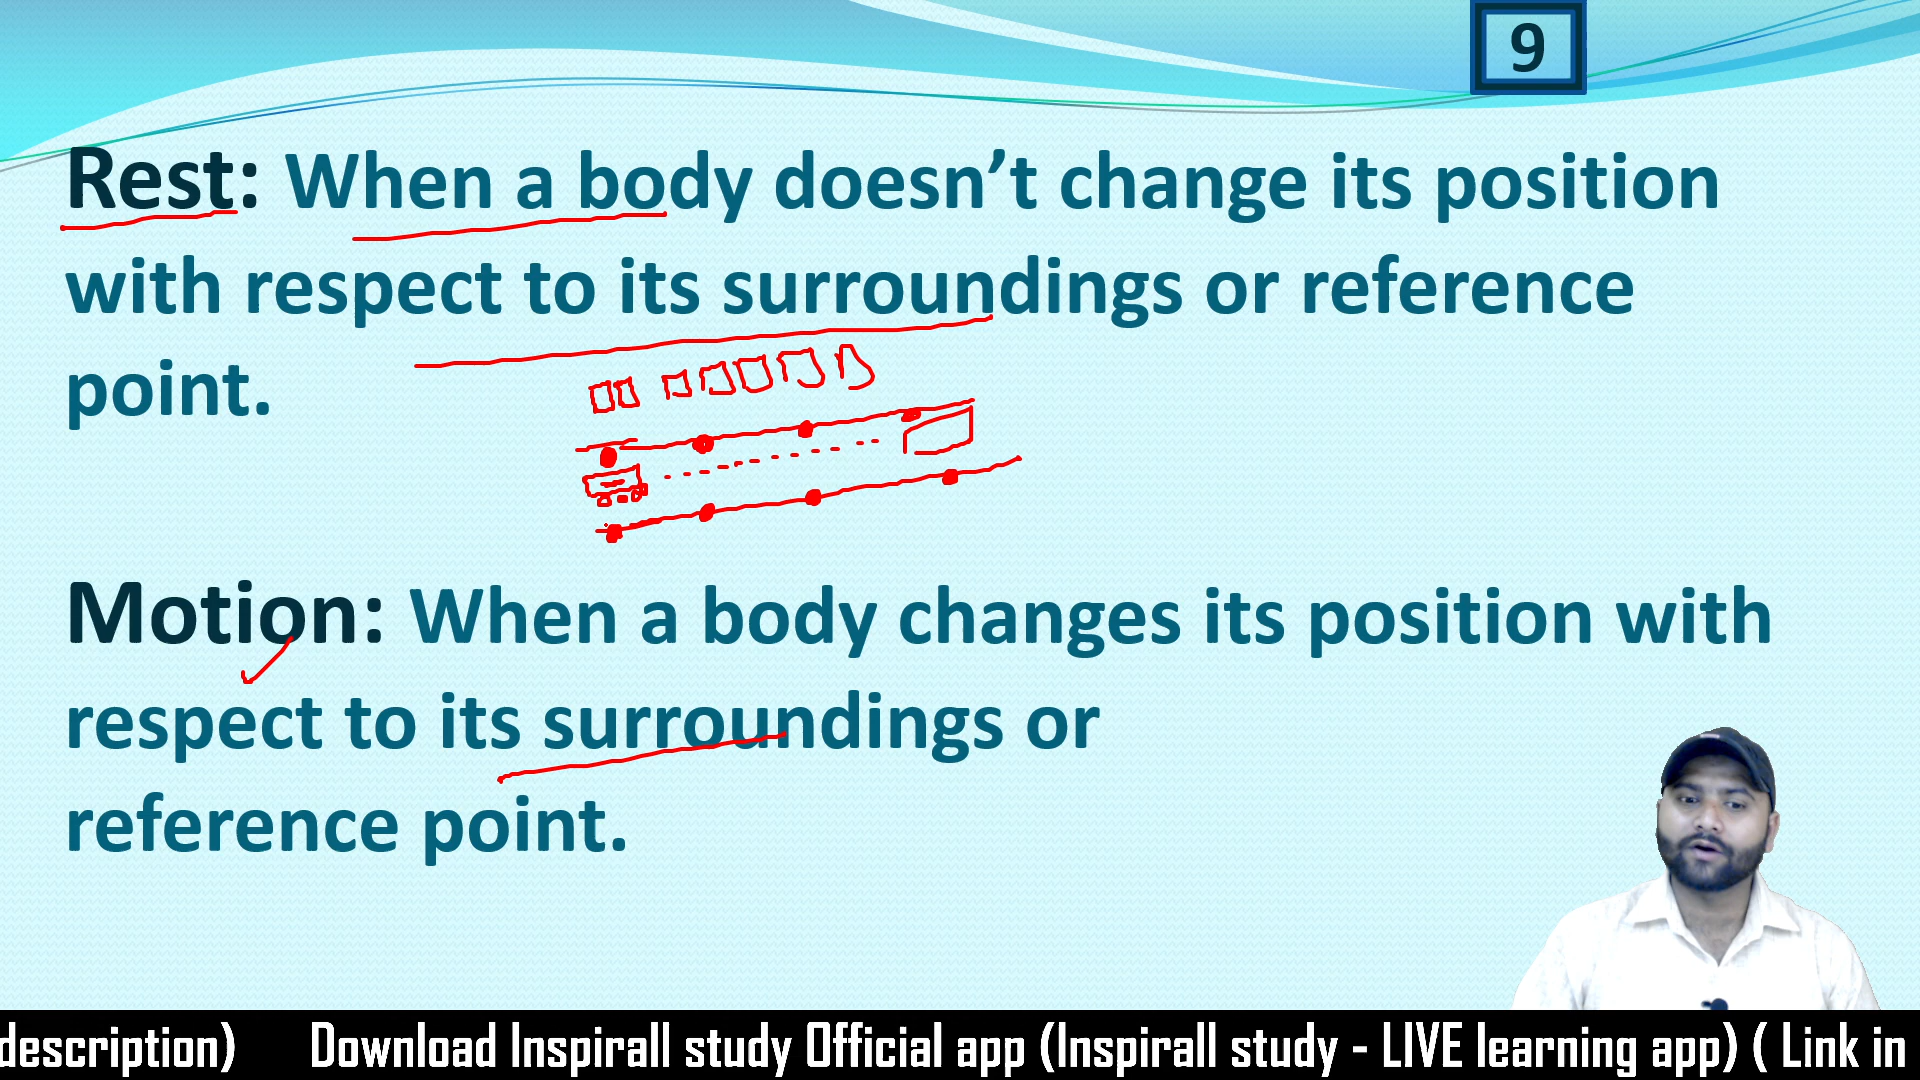 9
Rest: When a body doesn’t change its position
with respect to its surroundings or reference
point.
Motion: When a body changes its position with
respect to its surroundings or
reference point.
description) Download Inspirall study Official app (Inspirall study - LIVE learning app) ( Link in